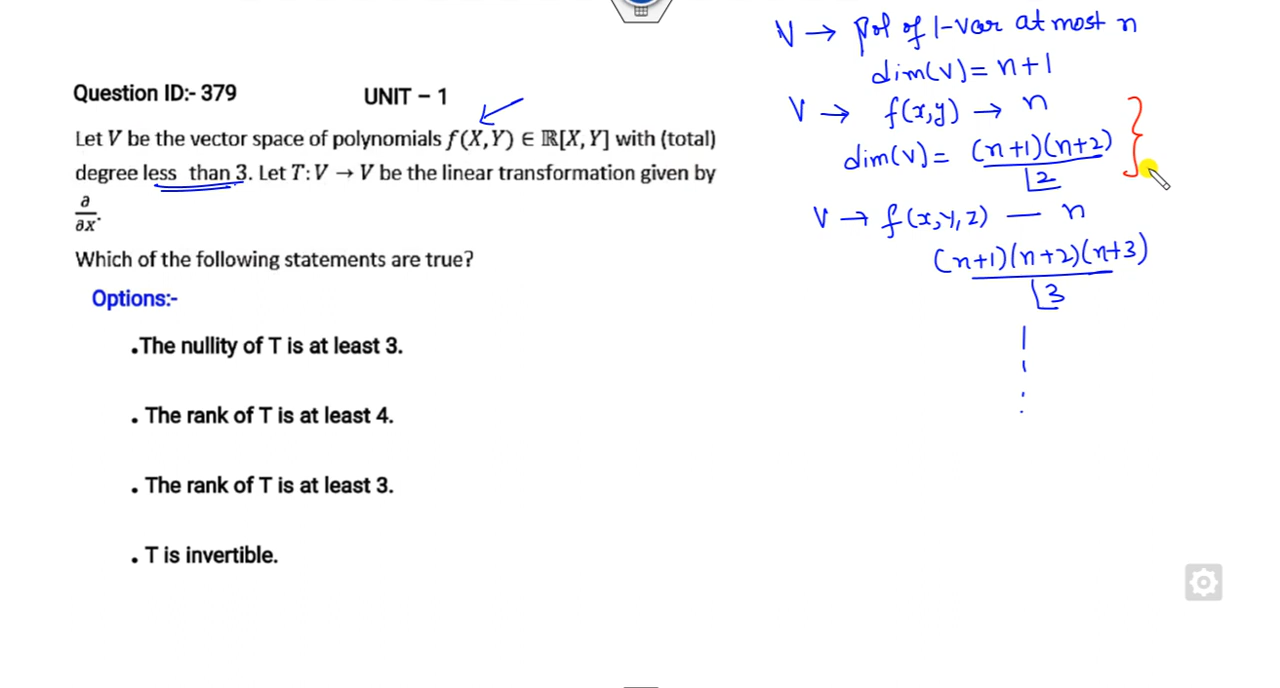 Question ID:- 379 UNIT – 1
Let V be the vector space of polynomials f(X,Y) ∈ ℝ[X,Y] with (total)
degree less than 3. Let T: V → V be the linear transformation given by
∂/∂x.
Which of the following statements are true?
Options:-
.The nullity of T is at least 3.
. The rank of T is at least 4.
. The rank of T is at least 3.
. T is invertible.
V → pol of 1-var at most n
dim(V) = n+1
V → f(x,y) → n
dim(V) = (n+1)(n+2)
⌊2
V → f(x,y,z) — n
(n+1)(n+2)(n+3)
⌊3